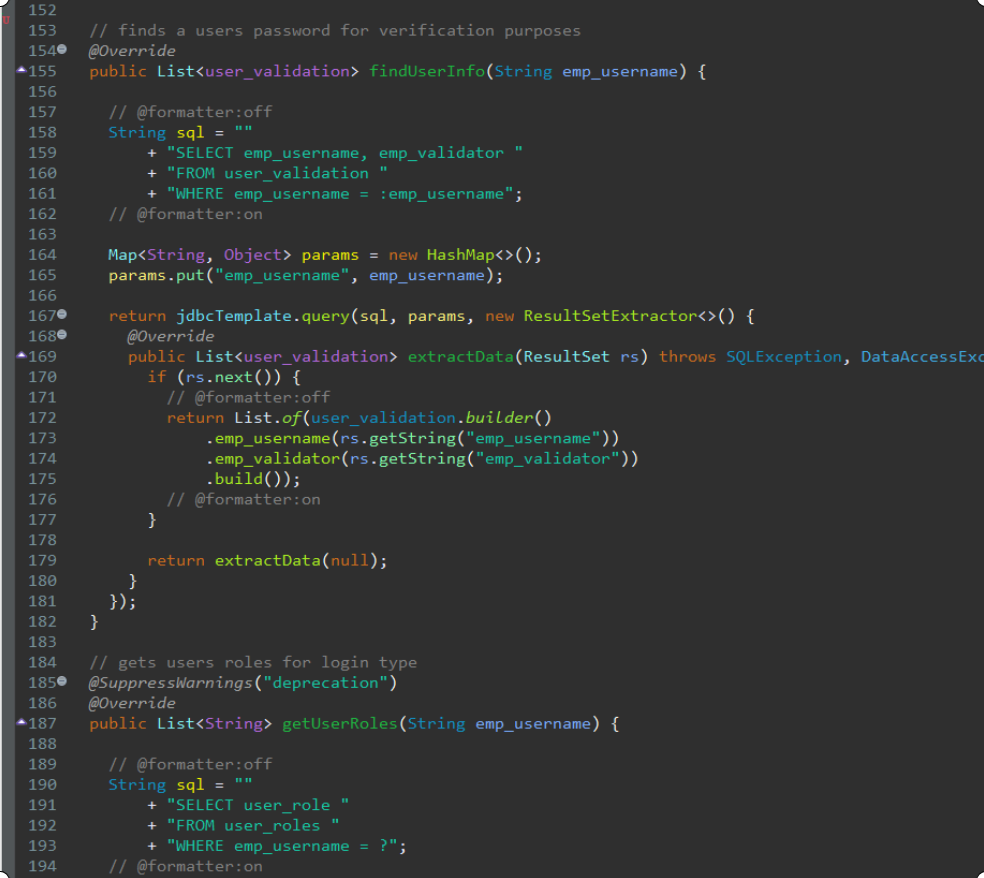 152
153 // finds a users password for verification purposes
154 @Override
155 public List<user_validation> findUserInfo(String emp_username) {
156
157 // @formatter:off
158 String sql = ""
159 + "SELECT emp_username, emp_validator "
160 + "FROM user_validation "
161 + "WHERE emp_username = :emp_username";
162 // @formatter:on
163
164 Map<String, Object> params = new HashMap<>();
165 params.put("emp_username", emp_username);
166
167 return jdbcTemplate.query(sql, params, new ResultSetExtractor<>() {
168 @Override
169 public List<user_validation> extractData(ResultSet rs) throws SQLException, DataAccessExc
170 if (rs.next()) {
171 // @formatter:off
172 return List.of(user_validation.builder()
173 .emp_username(rs.getString("emp_username"))
174 .emp_validator(rs.getString("emp_validator"))
175 .build());
176 // @formatter:on
177 }
178
179 return extractData(null);
180 }
181 });
182 }
183
184 // gets users roles for login type
185 @SuppressWarnings("deprecation")
186 @Override
187 public List<String> getUserRoles(String emp_username) {
188
189 // @formatter:off
190 String sql = ""
191 + "SELECT user_role "
192 + "FROM user_roles "
193 + "WHERE emp_username = ?";
194 // @formatter:on